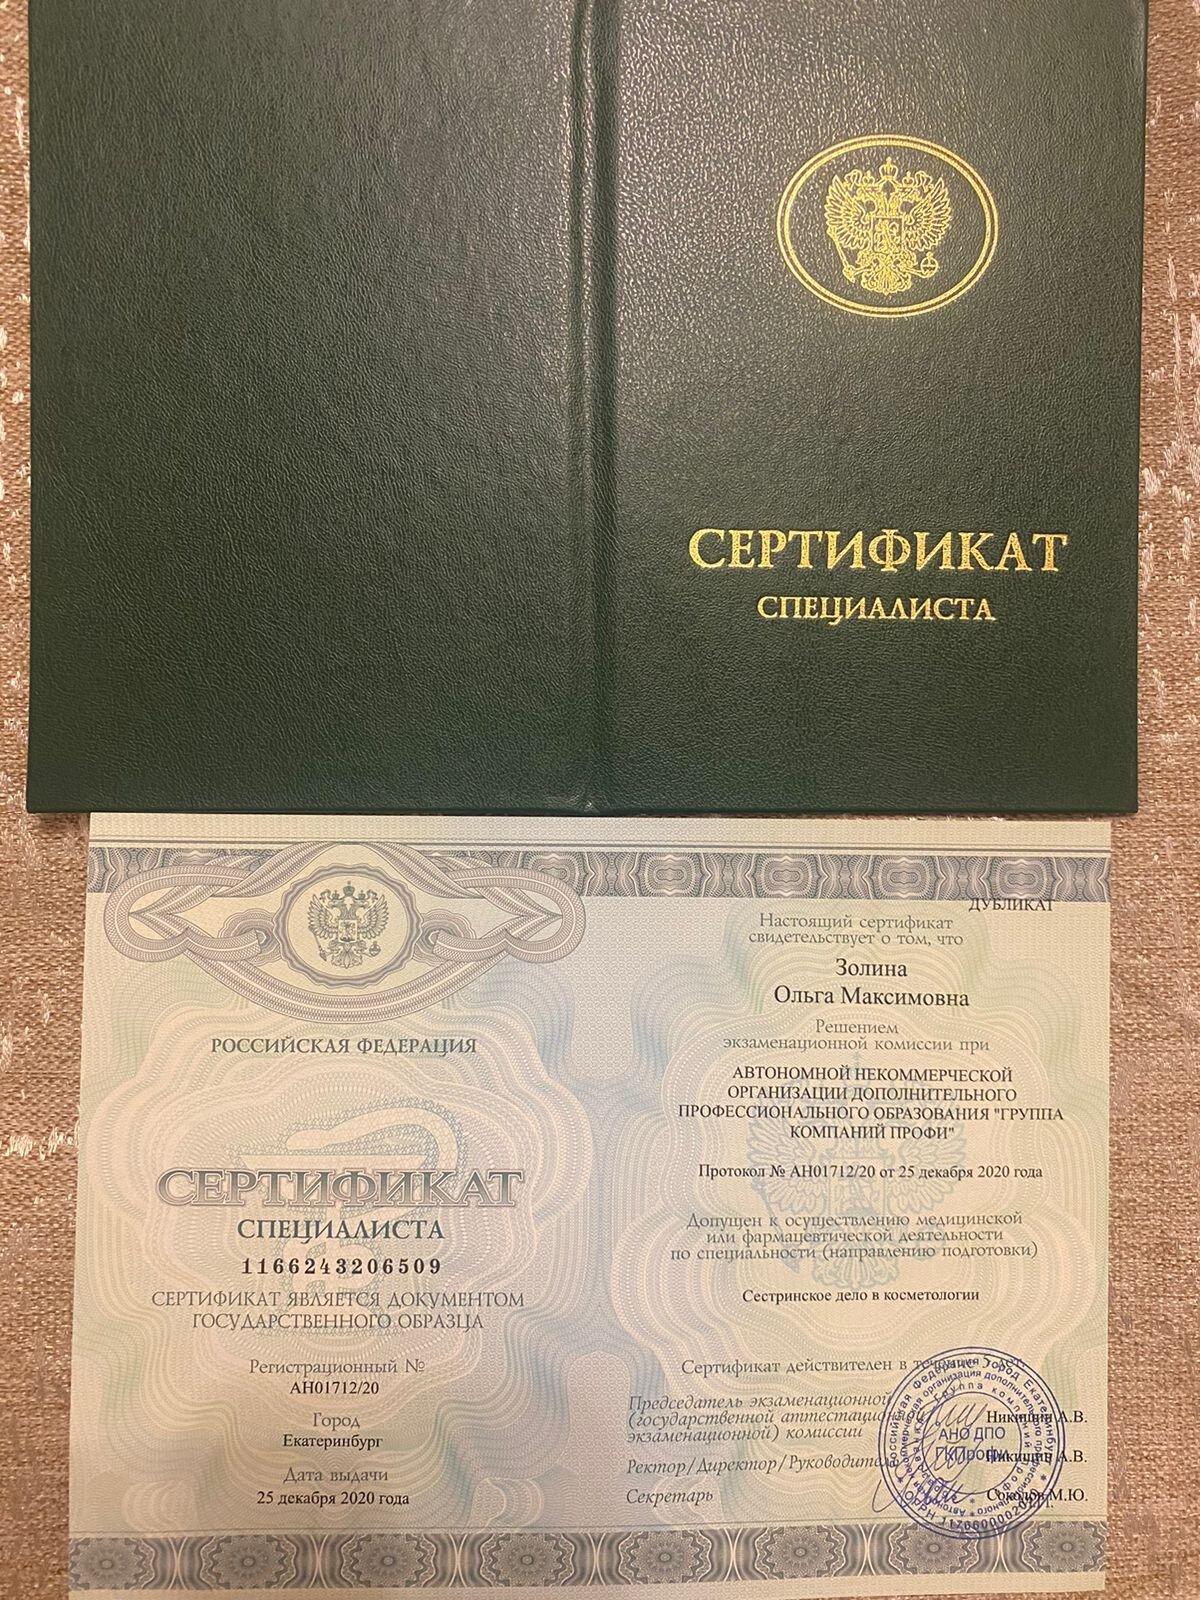 СЕРТИФИКАТ
СПЕЦИАЛИСТА
РОССИЙСКАЯ ФЕДЕРАЦИЯ
СЕРТИФИКАТ
СПЕЦИАЛИСТА
1166243206509
СЕРТИФИКАТ ЯВЛЯЕТСЯ ДОКУМЕНТОМ
ГОСУДАРСТВЕННОГО ОБРАЗЦА
Регистрационный №
АН01712/20
Город
Екатеринбург
Дата выдачи
25 декабря 2020 года
ДУБЛИКАТ
Настоящий сертификат
свидетельствует о том, что
Золина
Ольга Максимовна
Решением
экзаменационной комиссии при
АВТОНОМНОЙ НЕКОММЕРЧЕСКОЙ
ОРГАНИЗАЦИИ ДОПОЛНИТЕЛЬНОГО
ПРОФЕССИОНАЛЬНОГО ОБРАЗОВАНИЯ "ГРУППА
КОМПАНИЙ ПРОФИ"
Протокол № АН01712/20 от 25 декабря 2020 года
Допущен к осуществлению медицинской
или фармацевтической деятельности
по специальности (направлению подготовки)
Сестринское дело в косметологии
Сертификат действителен в течение 5 лет.
Председатель экзаменационной
(государственной аттестационной
экзаменационной) комиссии
Никишин А.В.
Ректор/Директор/Руководитель
Никишин А.В.
Секретарь
Соколов М.Ю.
АНО ДПО
ГКПрофи